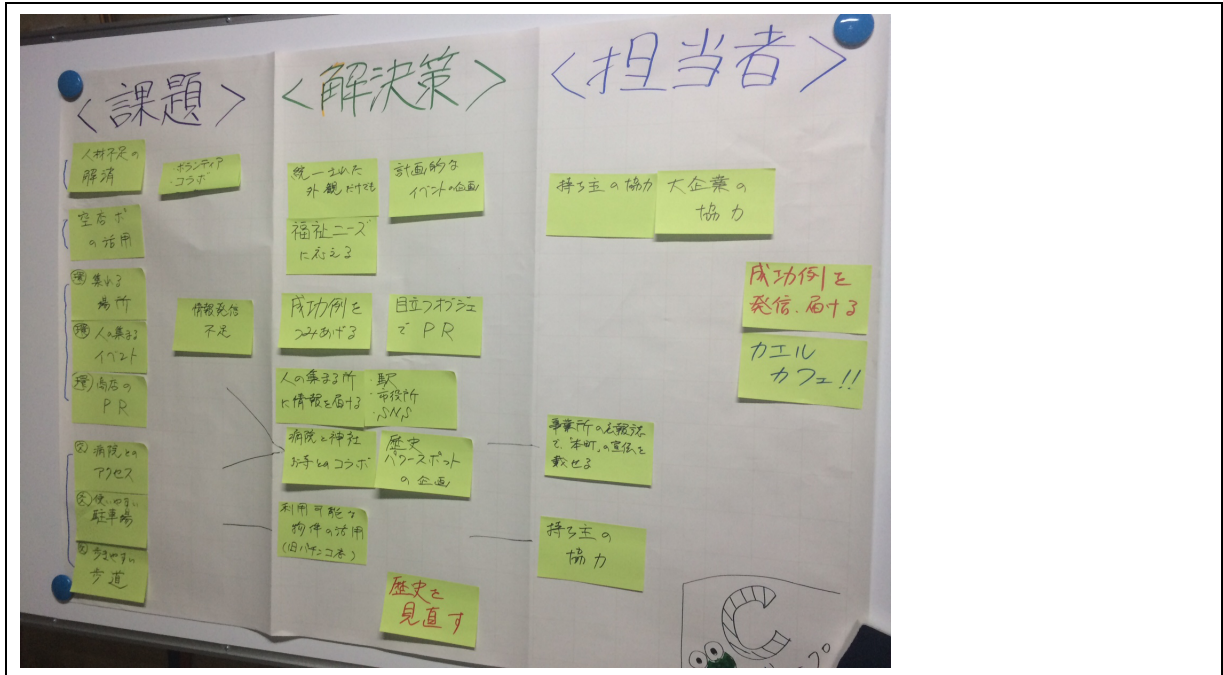 <課題>
人材不足の
解消
・ボランティア
・コラボ
空店ポ
の活用
環 集れる
場所
環 人の集まる
イベント
環 商店の
PR
情報発信
不足
病院との
アクセス
使いやすい
駐車場
歩きやすい
歩道
<解決策>
統一された
外観だけでも
計画的な
イベントの企画
福祉ニーズ
に応える
成功例を
つみあげる
目立つオブジェ
で PR
人の集まる所
に情報を届ける
・駅
・市役所
・SNS
病院と神社
お寺とのコラボ
歴史
パワースポット
の企画
利用可能な
物件の活用
(旧パチンコ店)
歴史を
見直す
<担当者>
持ち主の協力
大企業の
協力
成功例を
発信、届ける
カエル
カフェ!!
事業所の広報誌
で、"本町"の宣伝を
載せる
持ち主の
協力
C